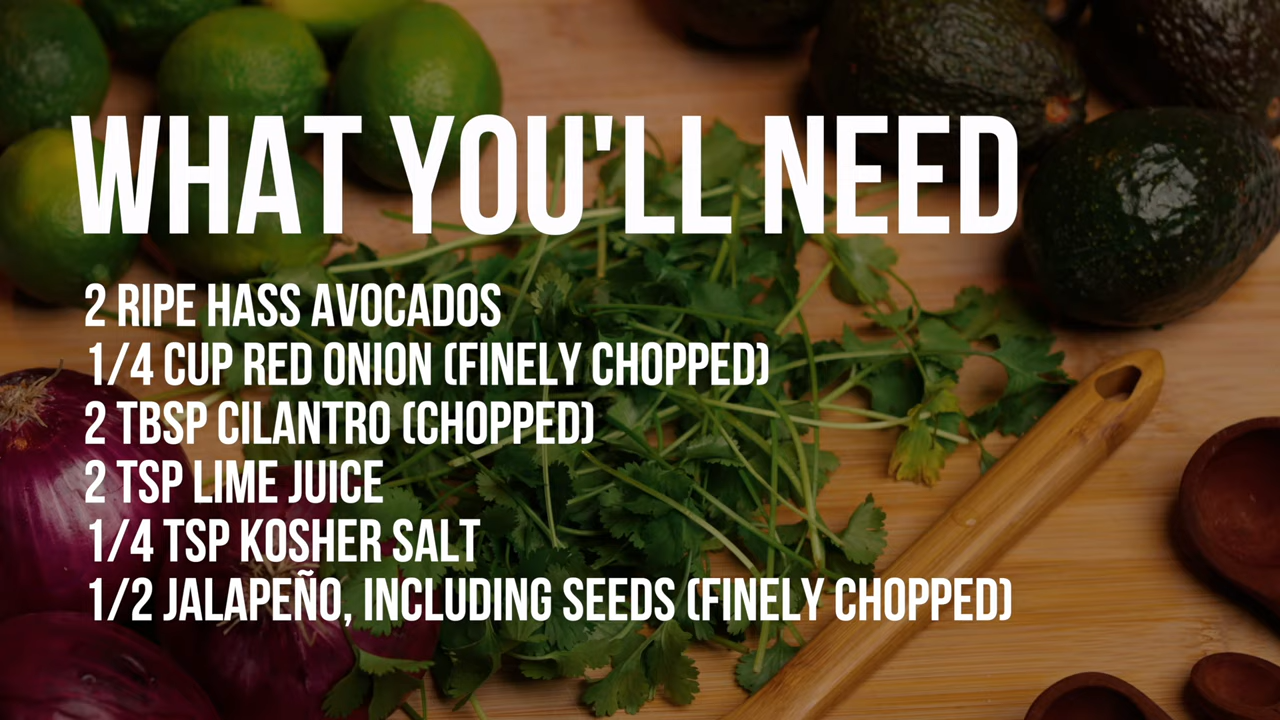 WHAT YOU'LL NEED
2 RIPE HASS AVOCADOS
1/4 CUP RED ONION (FINELY CHOPPED)
2 TBSP CILANTRO (CHOPPED)
2 TSP LIME JUICE
1/4 TSP KOSHER SALT
1/2 JALAPEÑO, INCLUDING SEEDS (FINELY CHOPPED)